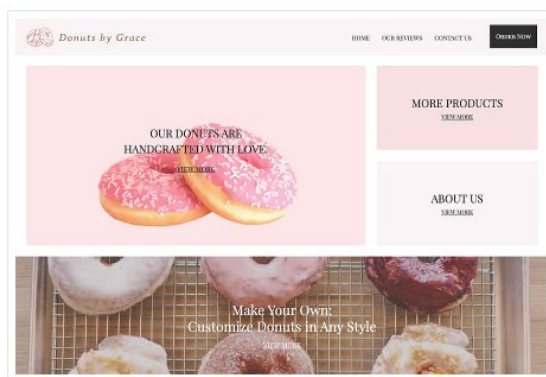 Donuts by Grace
HOME OUR REVIEWS CONTACT US ORDER NOW
OUR DONUTS ARE
HANDCRAFTED WITH LOVE.
VIEW MORE
MORE PRODUCTS
VIEW MORE
ABOUT US
VIEW MORE
Make Your Own:
Customize Donuts in Any Style
VIEW MORE